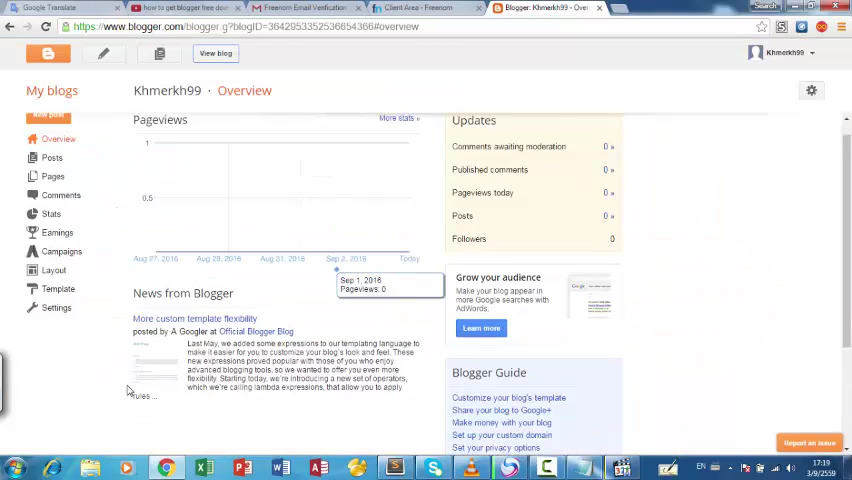 Google Translate
how to get blogger free dow
Freenom Email Verification
Client Area - Freenom
Blogger: Khmerkh99 - Ove
Search
https://www.blogger.com/blogger.g?blogID=3642953352536654366#overview
View blog
Khmerkh99
My blogs
Khmerkh99 · Overview
New post
Overview
Posts
Pages
Comments
Stats
Earnings
Campaigns
Layout
Template
Settings
Pageviews
More stats »
1
0.5
Aug 27, 2016
Aug 29, 2016
Aug 31, 2016
Sep 2, 2016
Today
Sep 1, 2016
Pageviews: 0
News from Blogger
More custom template flexibility
posted by A Googler at Official Blogger Blog
Last May, we added some expressions to our templating language to
make it easier for you to customize your blog's look and feel. These
new expressions proved popular with those of you who enjoy
advanced blogging tools, so we wanted to offer you even more
flexibility. Starting today, we're introducing a new set of operators,
which we're calling lambda expressions, that allow you to apply
rules ...
Updates
Comments awaiting moderation 0 »
Published comments 0 »
Pageviews today 0 »
Posts 0 »
Followers 0
Grow your audience
Make your blog appear in
more Google searches with
AdWords.
Learn more
Blogger Guide
Customize your blog's template
Share your blog to Google+
Make money with your blog
Set up your custom domain
Set your privacy options
Report an issue
EN
17:19
3/9/2559